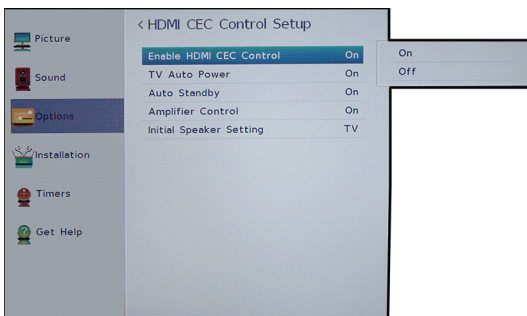 Picture
Sound
Options
Installation
Timers
Get Help
< HDMI CEC Control Setup
Enable HDMI CEC Control On
TV Auto Power On
Auto Standby On
Amplifier Control On
Initial Speaker Setting TV
On
Off